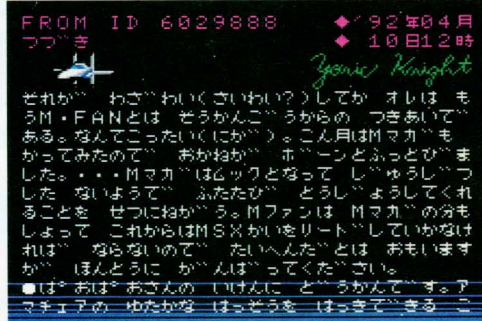 FROM ID 6029888 ◆'92年04月
つづき ◆ 10日12時
Yonic Knight
それが わざわい(さいわい?)してか オレは も
うM・FANとは そうかんごうからの つきあいで
ある。なんてこったい(にが)。こん月はMマガも
かってみたので おかねが ボーンとふっとびま
した。・・・Mマガはムックとなって しゅうしつ
した ないようで ふたたび とうじょうしてくれ
ることを せつにねがう。Mファンは Mマガの分も
しょって これからはMSXかいをリードしていかなけ
れば ならないので たいへんだとは おもいます
が ほんとうに がんばってください。
●ぱおぱおさんの いけんに どうかんです。ア
マチュアの ゆたかな はっそうを はっきできる こ